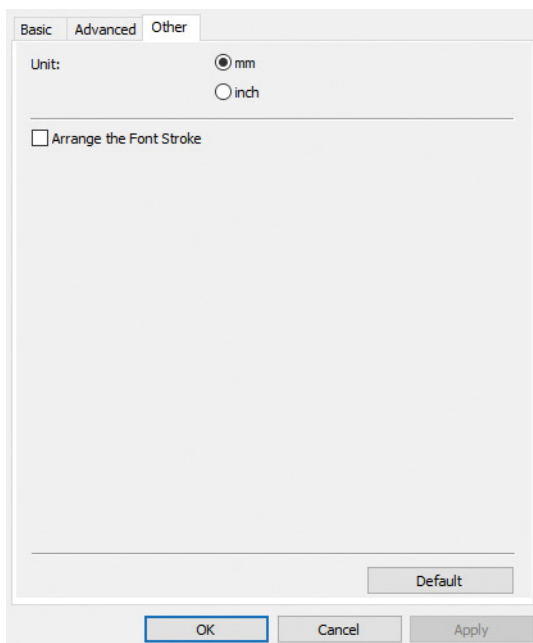 Basic Advanced Other
Unit: mm
inch
Arrange the Font Stroke
Default
OK Cancel Apply